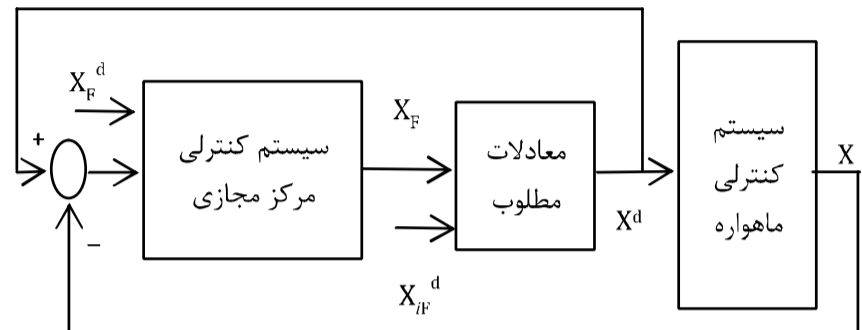 X_F^d
+
−
سیستم کنترلی
مرکز مجازی
X_F
X_iF^d
معادلات
مطلوب
X^d
سیستم
کنترلی
ماهواره
X